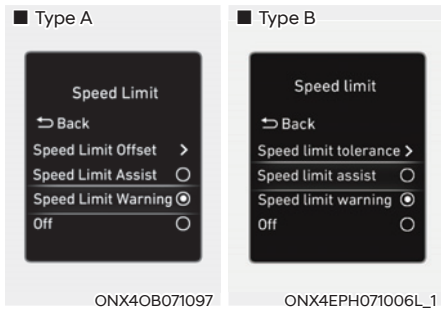 ■ Type A
Speed Limit
Back
Speed Limit Offset >
Speed Limit Assist
Speed Limit Warning
Off
ONX4OB071097
■ Type B
Speed limit
Back
Speed limit tolerance >
Speed limit assist
Speed limit warning
Off
ONX4EPH071006L_1